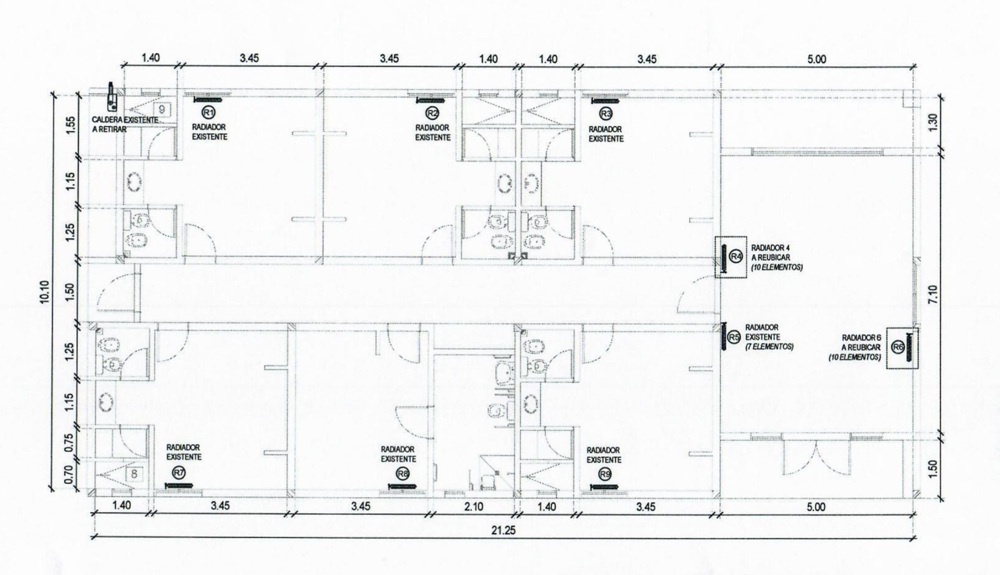 1.40
3.45
3.45
1.40
1.40
3.45
5.00
10.10
1.55
1.15
1.25
1.50
1.25
1.15
0.75
0.70
CALDERA EXISTENTE
A RETIRAR
9
R1
RADIADOR
EXISTENTE
R2
RADIADOR
EXISTENTE
R3
RADIADOR
EXISTENTE
R4
RADIADOR 4
A REUBICAR
(10 ELEMENTOS)
R5
RADIADOR
EXISTENTE
(7 ELEMENTOS)
RADIADOR 6
A REUBICAR
(10 ELEMENTOS)
R6
1.30
7.10
1.50
8
RADIADOR
EXISTENTE
R7
RADIADOR
EXISTENTE
R8
RADIADOR
EXISTENTE
R9
1.40
3.45
3.45
2.10
1.40
3.45
5.00
21.25